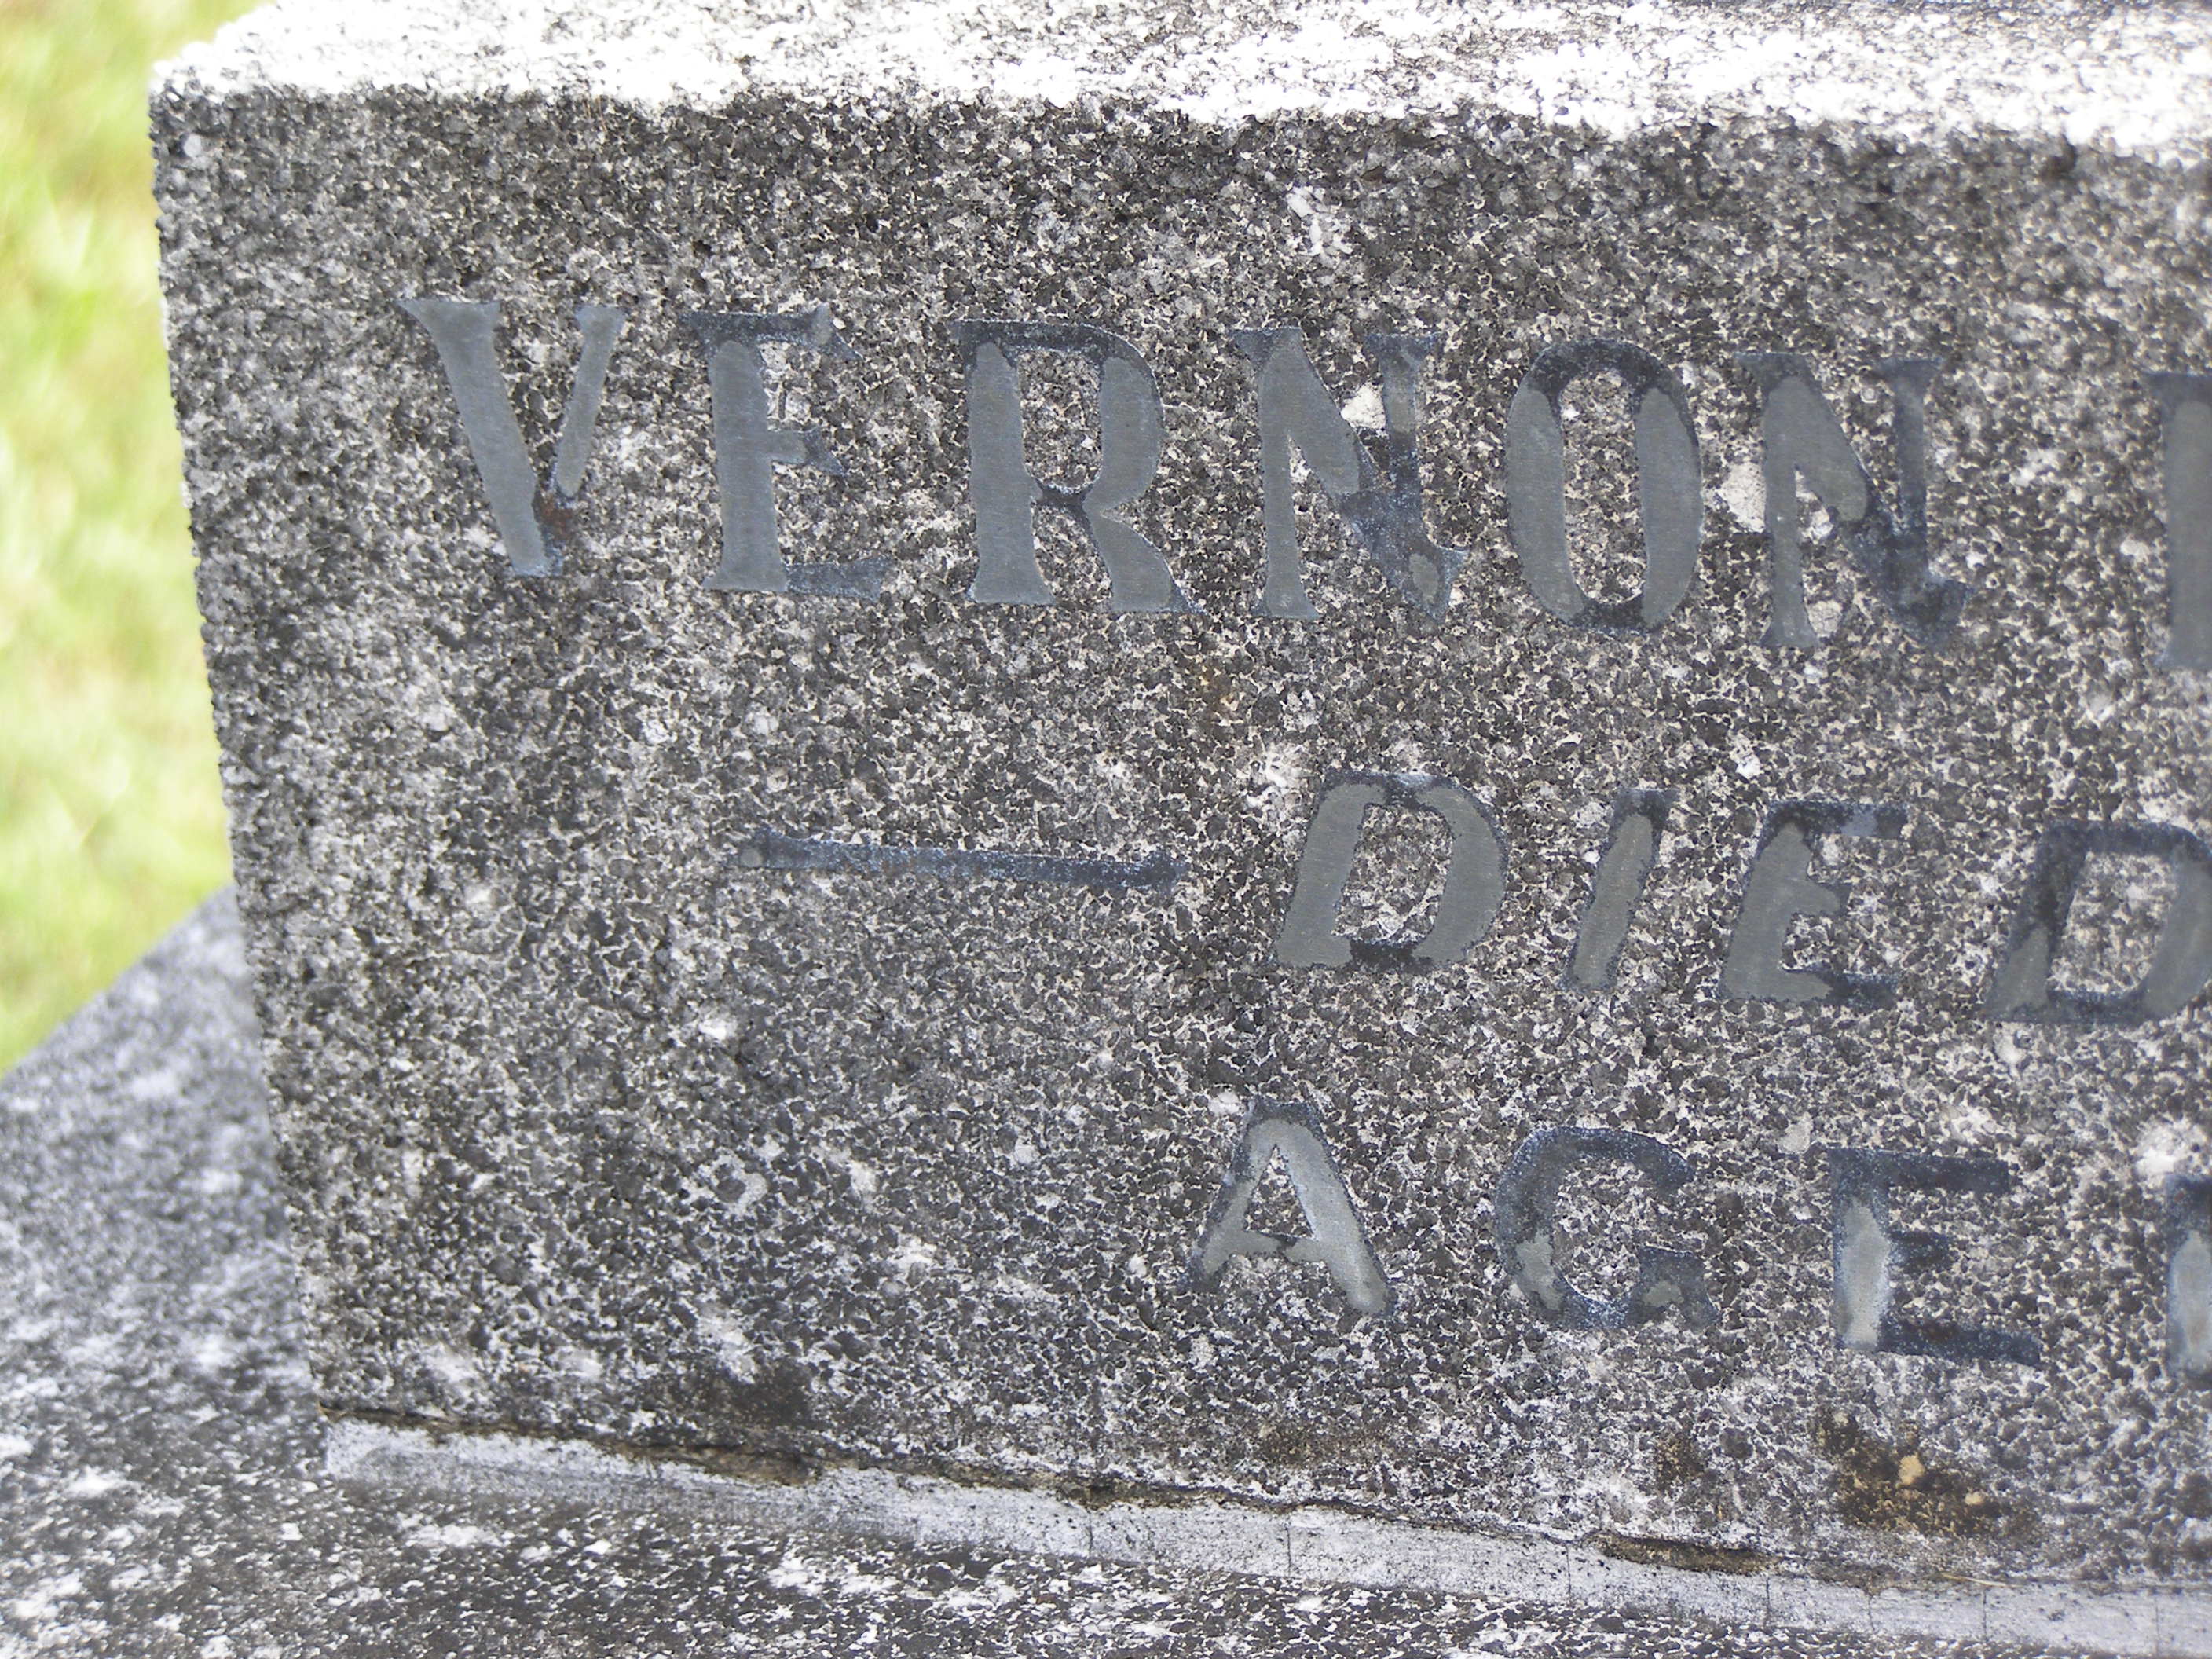 VERNON
— DIED
AGE